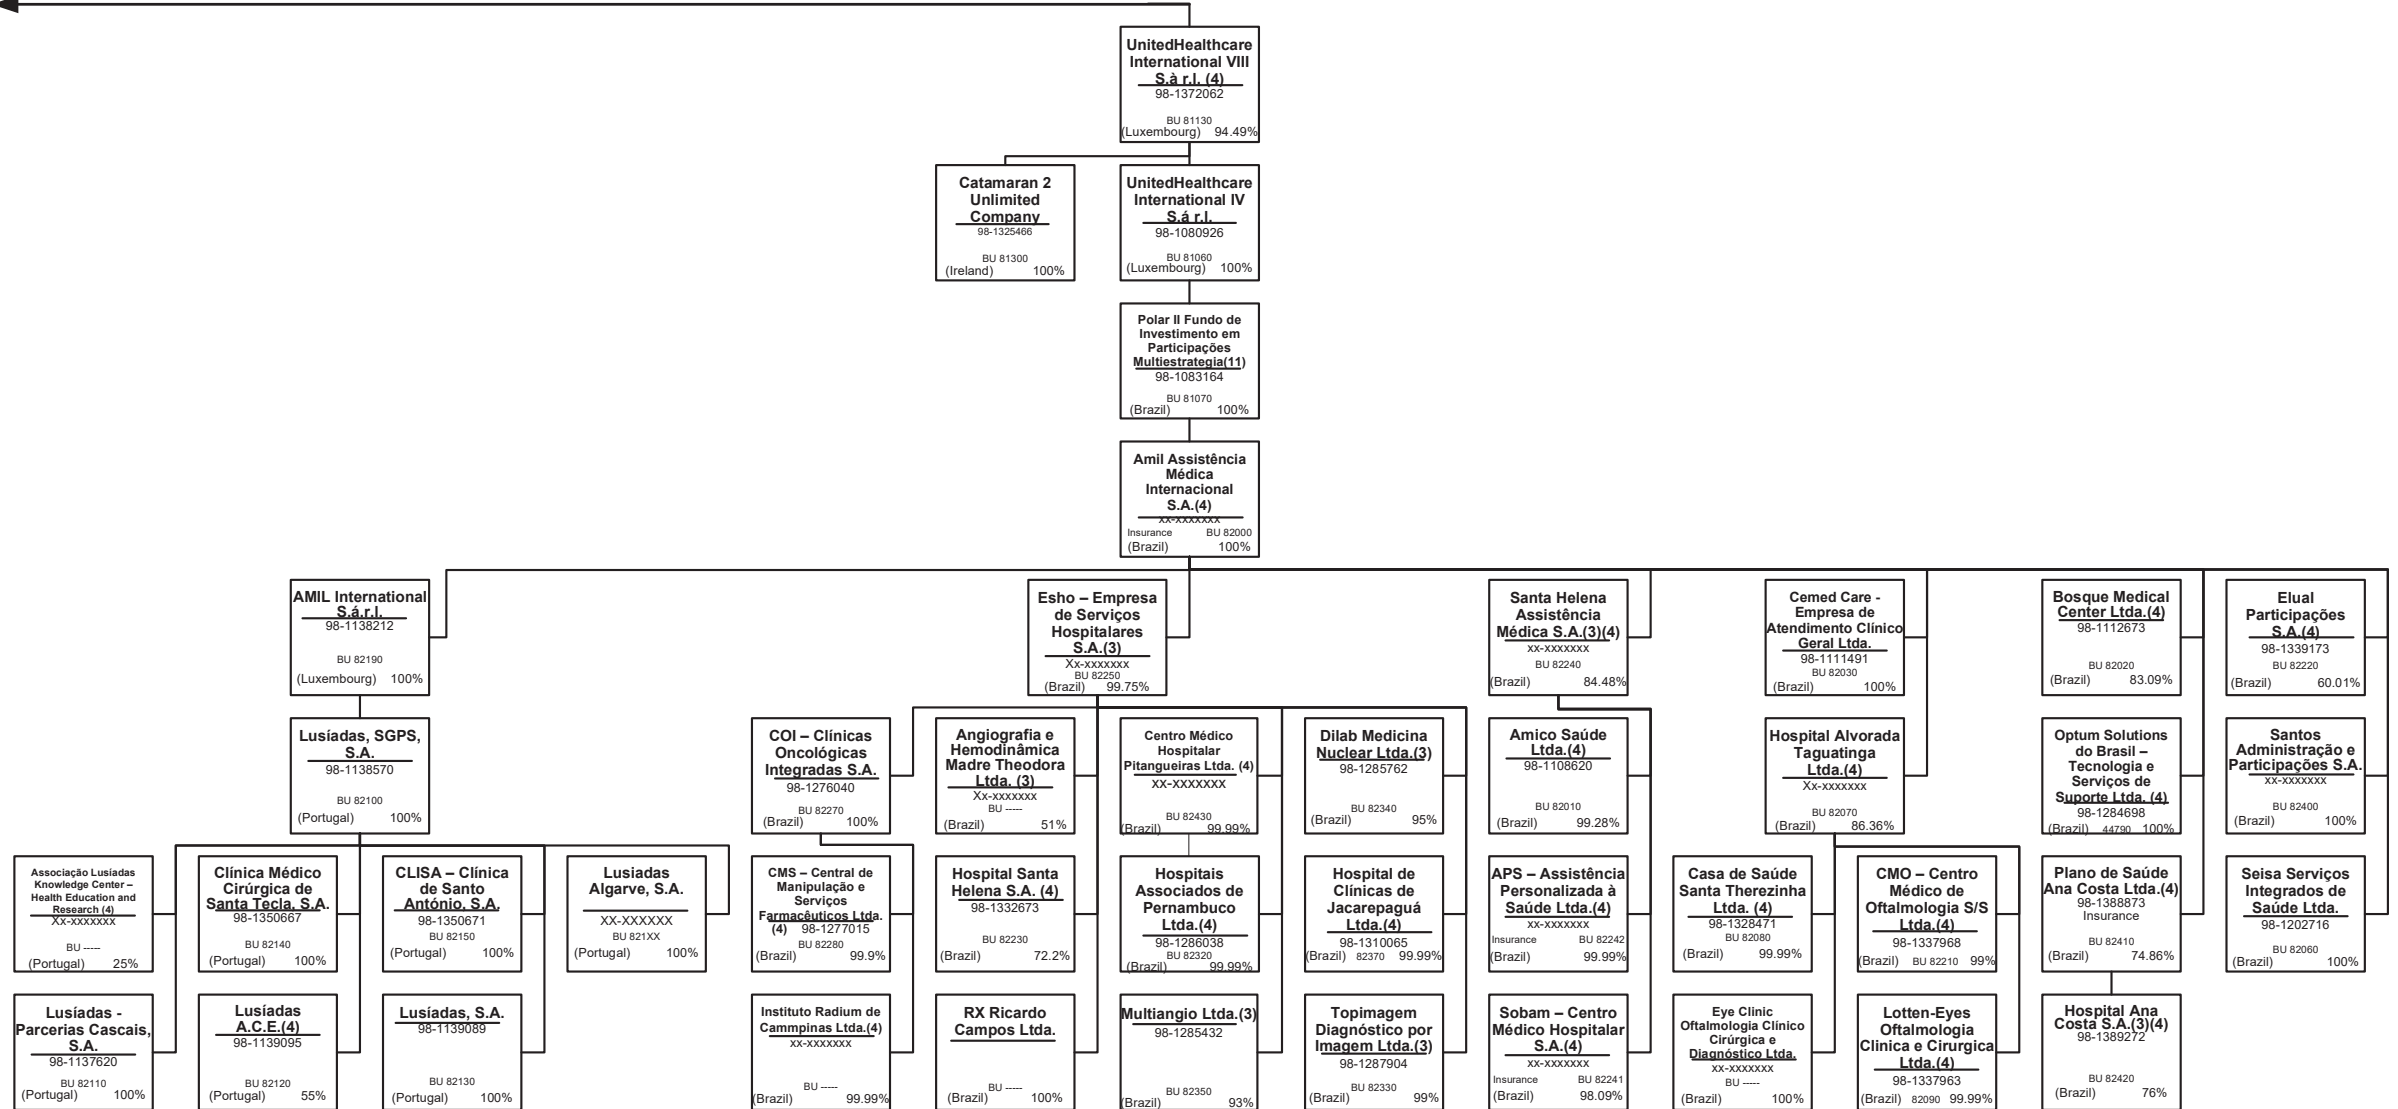 UnitedHealthcare
International VIII
S.à r.l. (4)
98-1372062
BU 81130
(Luxembourg) 94.49%
Catamaran 2
Unlimited
Company
98-1325466
BU 81300
(Ireland) 100%
UnitedHealthcare
International IV
S.á r.l.
98-1080926
BU 81060
(Luxembourg) 100%
Polar II Fundo de
Investimento em
Participações
Multiestrategia(11)
98-1083164
BU 81070
(Brazil) 100%
Amil Assistência
Médica
Internacional
S.A.(4)
xx-xxxxxxx
Insurance BU 82000
(Brazil) 100%
AMIL International
S.á.r.l.
98-1138212
BU 82190
(Luxembourg) 100%
Esho – Empresa
de Serviços
Hospitalares
S.A.(3)
Xx-xxxxxxx
BU 82250
(Brazil) 99.75%
Santa Helena
Assistência
Médica S.A.(3)(4)
xx-xxxxxxx
BU 82240
(Brazil) 84.48%
Cemed Care -
Empresa de
Atendimento Clínico
Geral Ltda.
98-1111491
BU 82030
(Brazil) 100%
Bosque Medical
Center Ltda.(4)
98-1112673
BU 82020
(Brazil) 83.09%
Elual
Participações
S.A.(4)
98-1339173
BU 82220
(Brazil) 60.01%
Lusíadas, SGPS,
S.A.
98-1138570
BU 82100
(Portugal) 100%
COI – Clínicas
Oncológicas
Integradas S.A.
98-1276040
BU 82270
(Brazil) 100%
Angiografia e
Hemodinâmica
Madre Theodora
Ltda. (3)
Xx-xxxxxxx
BU -----
(Brazil) 51%
Centro Médico
Hospitalar
Pitangueiras Ltda. (4)
xx-xxxxxxx
BU 82430
(Brazil) 99.99%
Dilab Medicina
Nuclear Ltda.(3)
98-1285762
BU 82340
(Brazil) 95%
Amico Saúde
Ltda.(4)
98-1108620
BU 82010
(Brazil) 99.28%
Hospital Alvorada
Taguatinga
Ltda.(4)
Xx-xxxxxxx
BU 82070
(Brazil) 86.36%
Optum Solutions
do Brasil –
Tecnologia e
Serviços de
Suporte Ltda. (4)
98-1284698
(Brazil) 44790 100%
Santos
Administração e
Participações S.A.
xx-xxxxxxx
BU 82400
(Brazil) 100%
Associação Lusíadas
Knowledge Center –
Health Education and
Research (4)
Xx-xxxxxxx
BU -----
(Portugal) 25%
Clínica Médico
Cirúrgica de
Santa Tecla, S.A.
98-1350667
BU 82140
(Portugal) 100%
CLISA – Clínica
de Santo
António, S.A.
98-1350671
BU 82150
(Portugal) 100%
Lusiadas
Algarve, S.A.
XX-XXXXXX
BU 821XX
(Portugal) 100%
CMS – Central de
Manipulação e
Serviços
Farmacêuticos Ltda.
(4) 98-1277015
BU 82280
(Brazil) 99.9%
Hospital Santa
Helena S.A. (4)
98-1332673
BU 82230
(Brazil) 72.2%
Hospitais
Associados de
Pernambuco
Ltda.(4)
98-1286038
BU 82320
(Brazil) 99.99%
Hospital de
Clínicas de
Jacarepaguá
Ltda.(4)
98-1310065
(Brazil) 82370 99.99%
APS – Assistência
Personalizada à
Saúde Ltda.(4)
xx-xxxxxxx
Insurance BU 82242
(Brazil) 99.99%
Casa de Saúde
Santa Therezinha
Ltda. (4)
98-1328471
BU 82080
(Brazil) 99.99%
CMO – Centro
Médico de
Oftalmologia S/S
Ltda.(4)
98-1337968
(Brazil) BU 82210 99%
Plano de Saúde
Ana Costa Ltda.(4)
98-1388873
Insurance
BU 82410
(Brazil) 74.86%
Seisa Serviços
Integrados de
Saúde Ltda.
98-1202716
BU 82060
(Brazil) 100%
Lusíadas -
Parcerias Cascais,
S.A.
98-1137620
BU 82110
(Portugal) 100%
Lusíadas
A.C.E.(4)
98-1139095
BU 82120
(Portugal) 55%
Lusíadas, S.A.
98-1139089
BU 82130
(Portugal) 100%
Instituto Radium de
Cammpinas Ltda.(4)
xx-xxxxxxx
BU -----
(Brazil) 99.99%
RX Ricardo
Campos Ltda.
BU -----
(Brazil) 100%
Multiangio Ltda.(3)
98-1285432
BU 82350
(Brazil) 93%
Topimagem
Diagnóstico por
Imagem Ltda.(3)
98-1287904
BU 82330
(Brazil) 99%
Sobam – Centro
Médico Hospitalar
S.A.(4)
xx-xxxxxxx
Insurance BU 82241
(Brazil) 98.09%
Eye Clinic
Oftalmologia Clínico
Cirúrgica e
Diagnóstico Ltda.
xx-xxxxxxx
BU -----
(Brazil) 100%
Lotten-Eyes
Oftalmologia
Clinica e Cirurgica
Ltda.(4)
98-1337963
(Brazil) 82090 99.99%
Hospital Ana
Costa S.A.(3)(4)
98-1389272
BU 82420
(Brazil) 76%